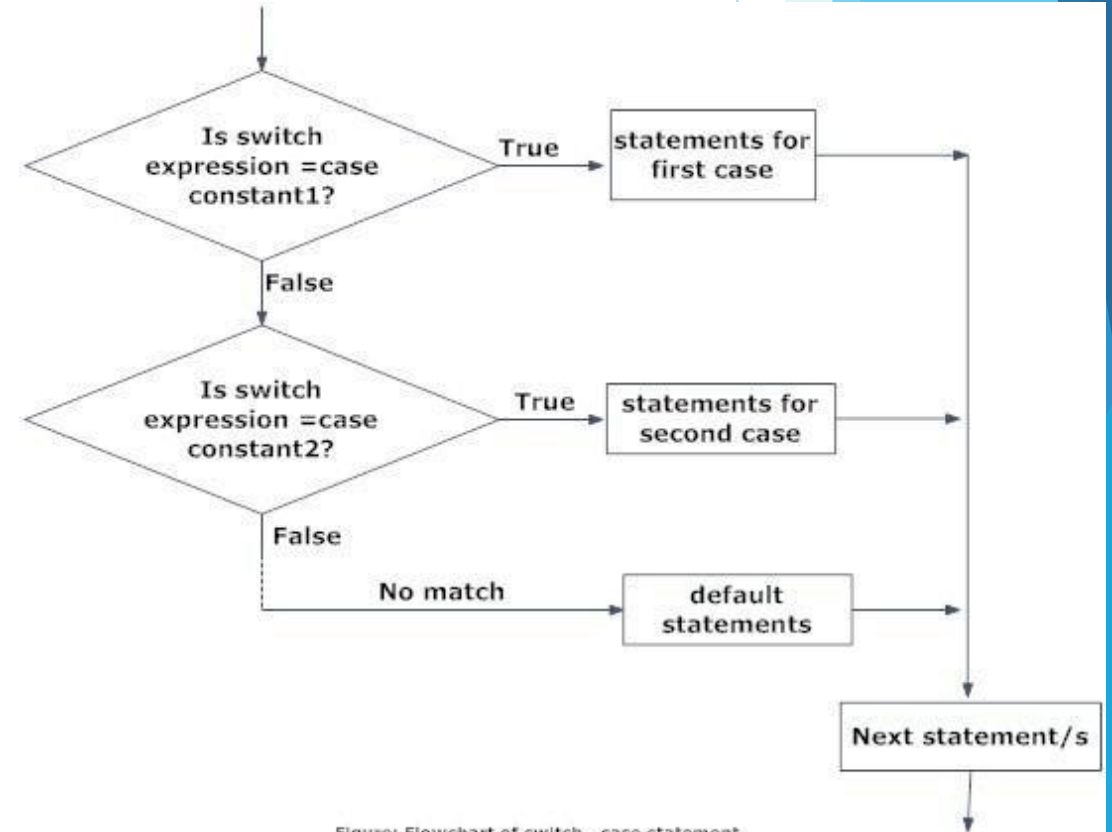 Is switch
expression =case
constant1?
True
statements for
first case
False
Is switch
expression =case
constant2?
True
statements for
second case
False
No match
default
statements
Next statement/s
Figure: Flowchart of switch - case statement